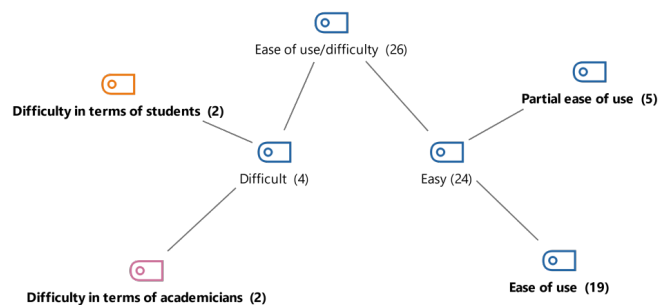 Ease of use/difficulty (26)
Difficulty in terms of students (2)
Partial ease of use (5)
Difficult (4)
Easy (24)
Difficulty in terms of academicians (2)
Ease of use (19)